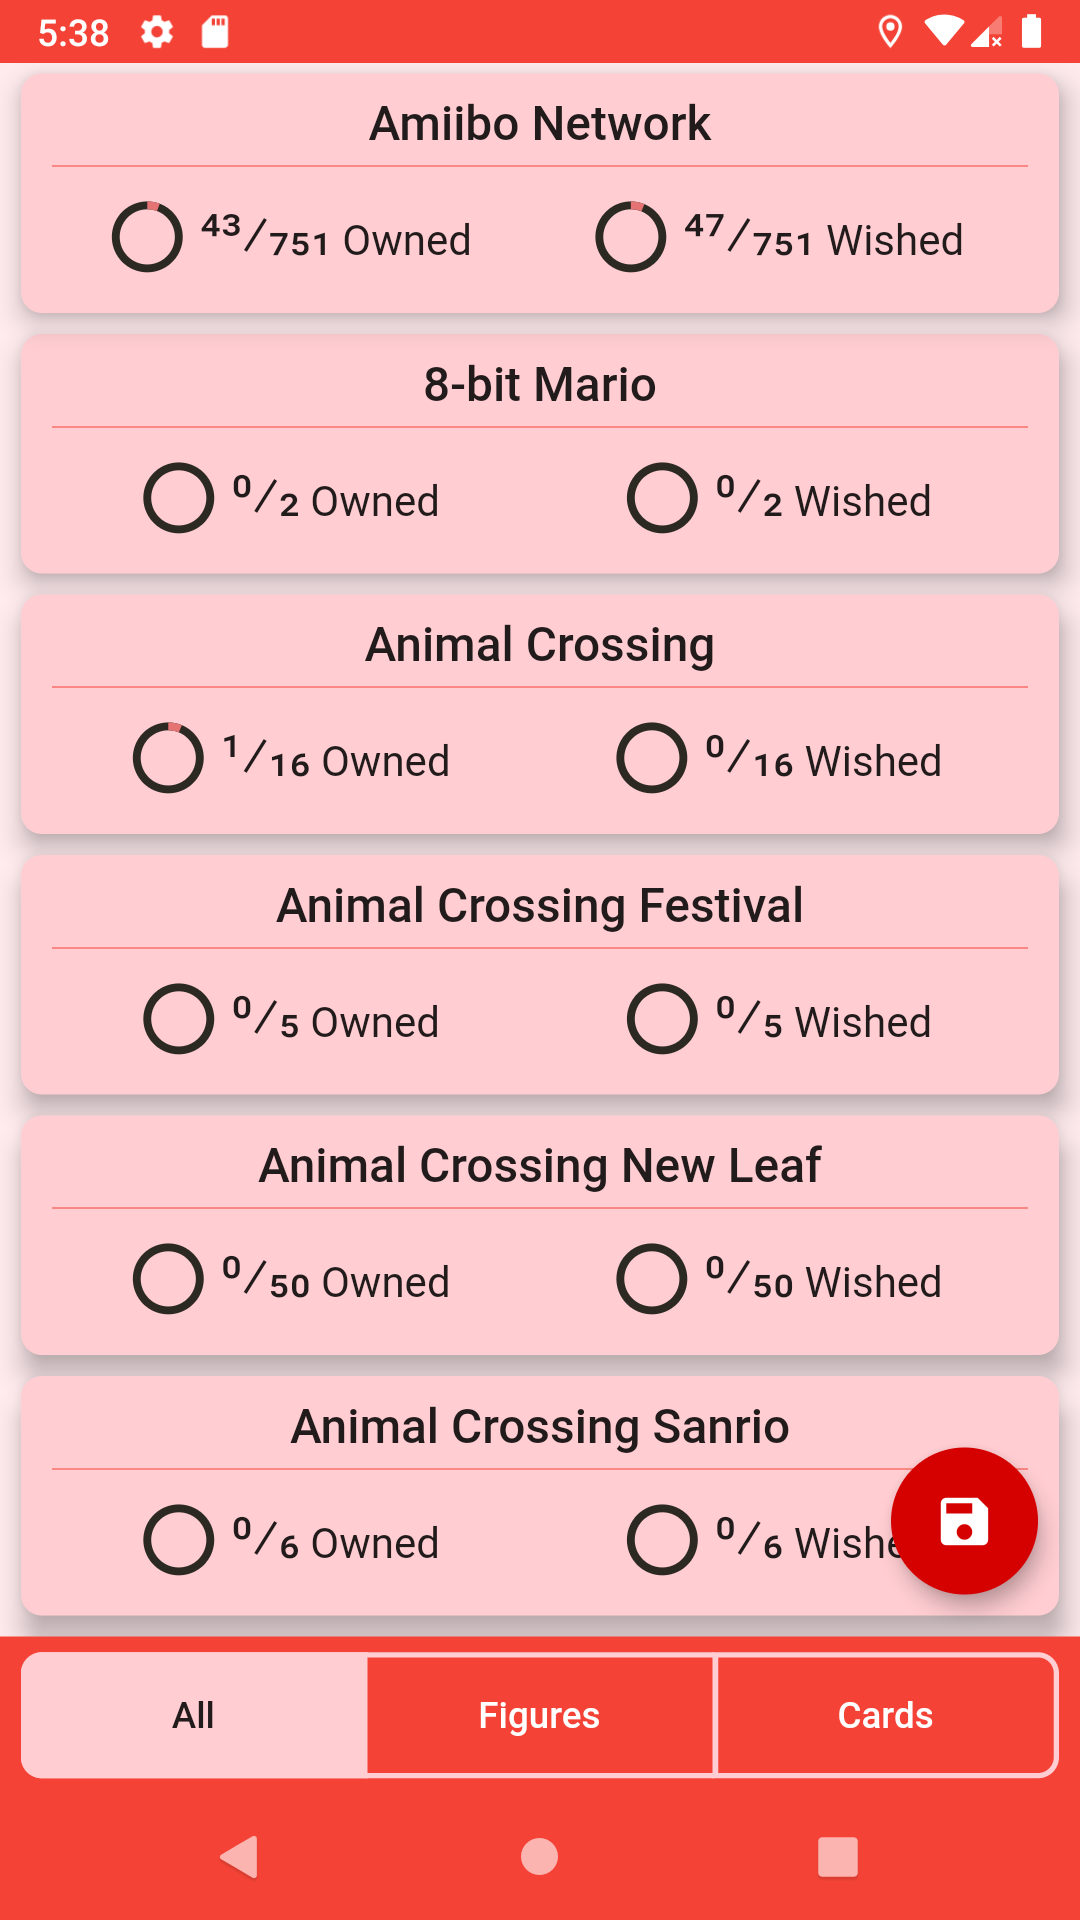 5:38
Amiibo Network
43/751 Owned 47/751 Wished
8-bit Mario
0/2 Owned 0/2 Wished
Animal Crossing
1/16 Owned 0/16 Wished
Animal Crossing Festival
0/5 Owned 0/5 Wished
Animal Crossing New Leaf
0/50 Owned 0/50 Wished
Animal Crossing Sanrio
0/6 Owned 0/6 Wishe
All Figures Cards